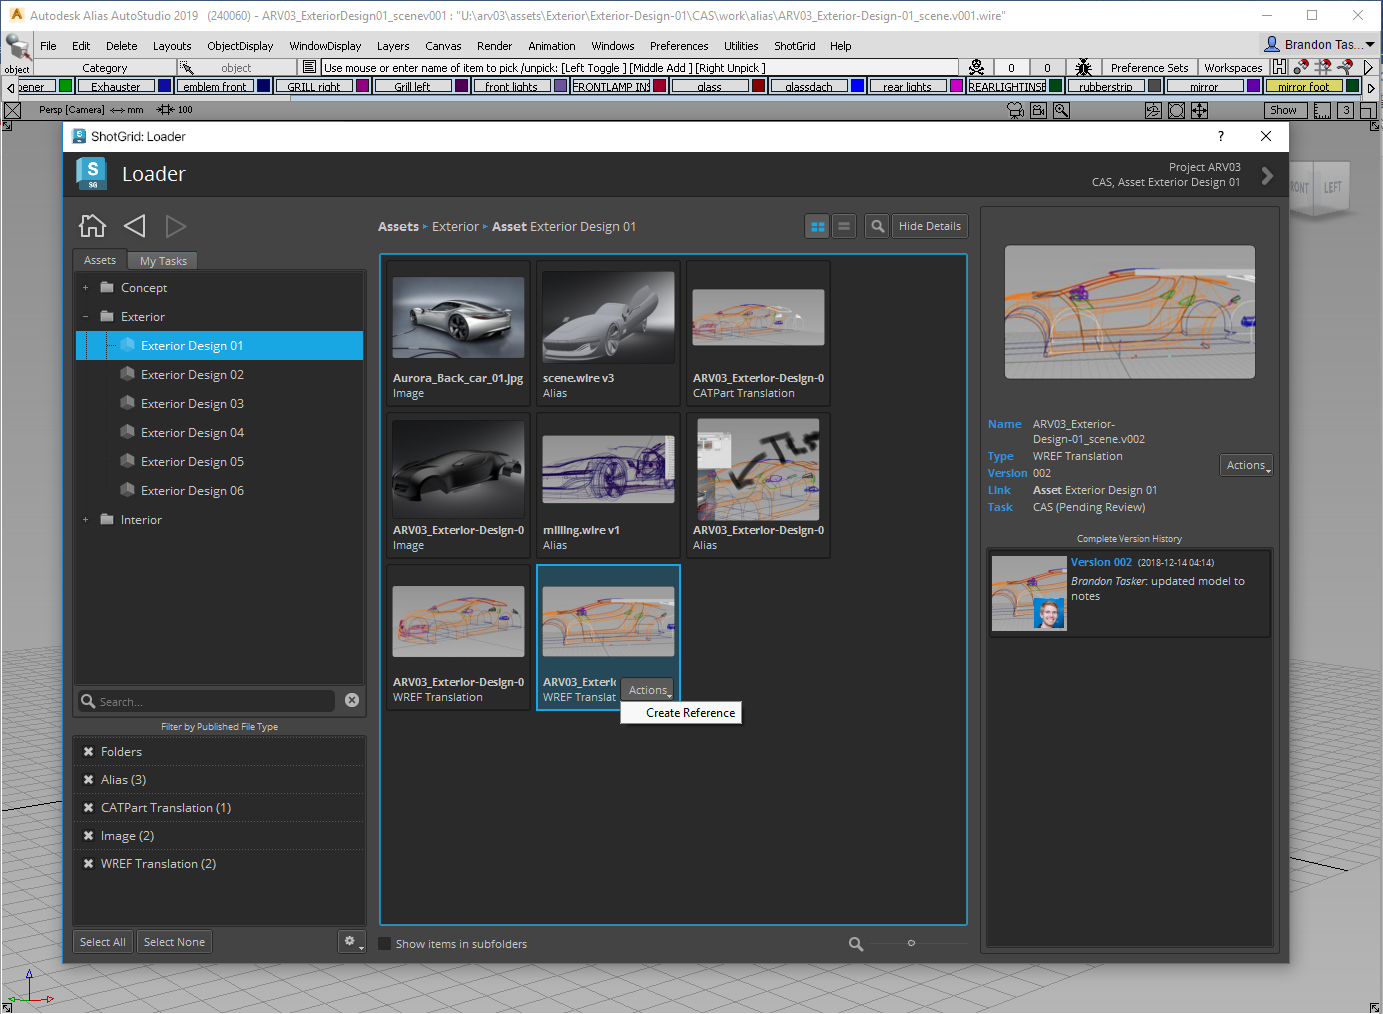 Autodesk Alias AutoStudio 2019 (240060) - ARV03_ExteriorDesign01_scenev001 : "U:\arv03\assets\Exterior\Exterior-Design-01\CAS\work\alias\ARV03_Exterior-Design-01_scene.v001.wire"
File Edit Delete Layouts ObjectDisplay WindowDisplay Layers Canvas Render Animation Windows Preferences Utilities ShotGrid Help Brandon Tas...
object Category object Use mouse or enter name of item to pick /unpick: [Left Toggle ] [Middle Add ] [Right Unpick ] 0 0 Preference Sets Workspaces
pener Exhauster emblem front GRILL right Grill left front lights FRONTLAMP INS glass glassdach rear lights REARLIGHTINSE rubberstrip mirror mirror foot
Persp [Camera] <-> mm 100 Show 3
ShotGrid: Loader ?
S SG Loader
Project ARV03
CAS, Asset Exterior Design 01
FRONT LEFT
Assets ▸ Exterior ▸ Asset Exterior Design 01
Hide Details
Assets My Tasks
+ Concept
- Exterior
Exterior Design 01
Exterior Design 02
Exterior Design 03
Exterior Design 04
Exterior Design 05
Exterior Design 06
+ Interior
Search...
Filter by Published File Type
Folders
Alias (3)
CATPart Translation (1)
Image (2)
WREF Translation (2)
Select All Select None
Aurora_Back_car_01.jpg
Image
scene.wire v3
Alias
ARV03_Exterior-Design-0
CATPart Translation
ARV03_Exterior-Design-0
Image
milling.wire v1
Alias
ARV03_Exterior-Design-0
Alias
ARV03_Exterior-Design-0
WREF Translation
ARV03_Exteri
WREF Translat
Actions
Create Reference
Show items in subfolders
Name ARV03_Exterior-
Design-01_scene.v002
Type WREF Translation
Version 002
Link Asset Exterior Design 01
Task CAS (Pending Review)
Actions
Complete Version History
Version 002 (2018-12-14 04:14)
Brandon Tasker: updated model to
notes